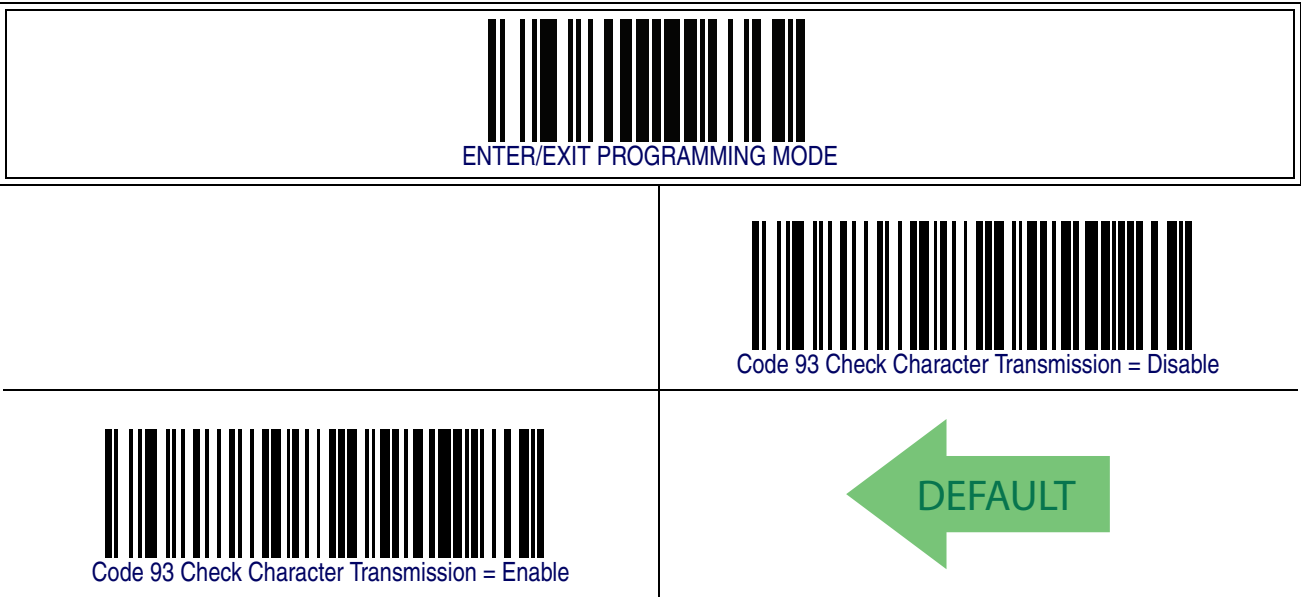 ENTER/EXIT PROGRAMMING MODE
Code 93 Check Character Transmission = Disable
Code 93 Check Character Transmission = Enable
DEFAULT